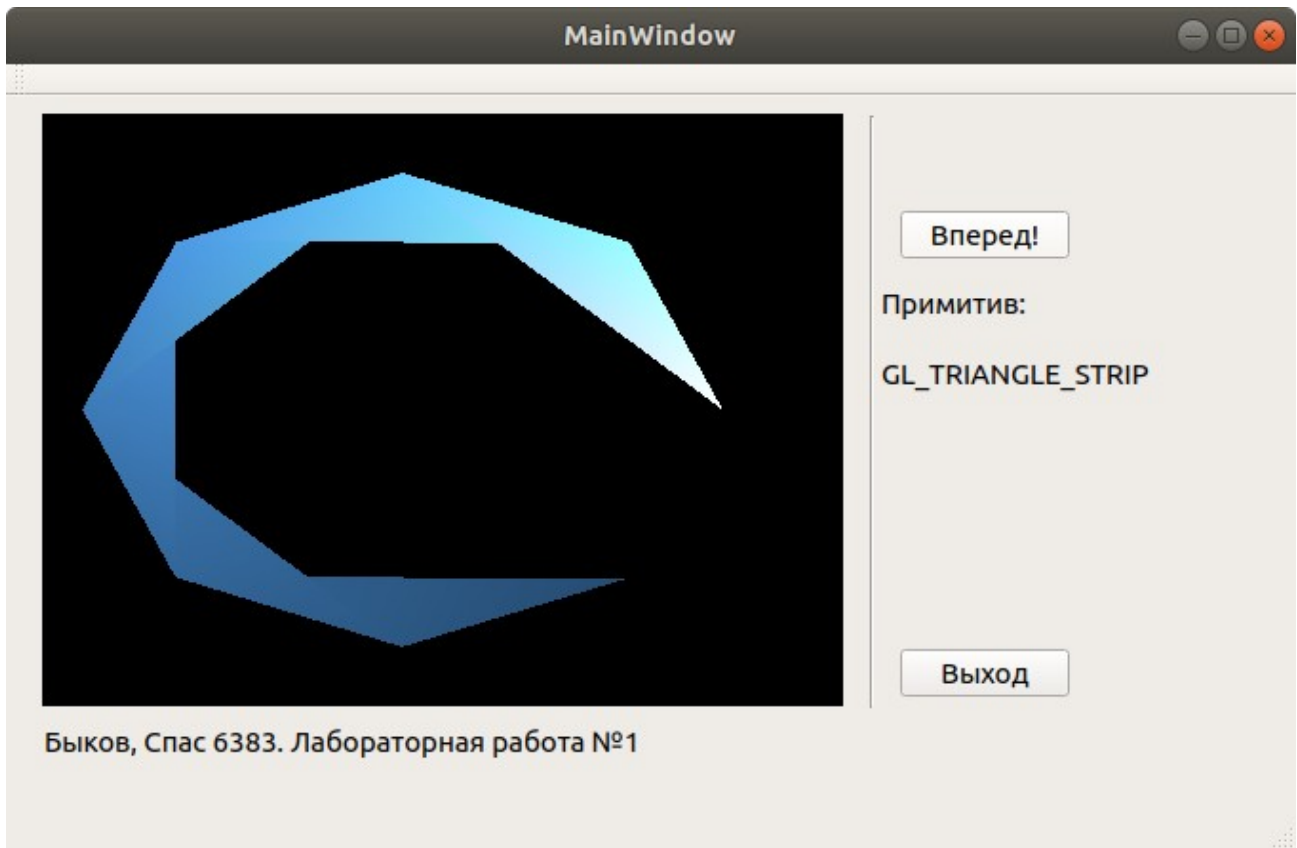 MainWindow
Вперед!
Примитив:
GL_TRIANGLE_STRIP
Выход
Быков, Спас 6383. Лабораторная работа №1